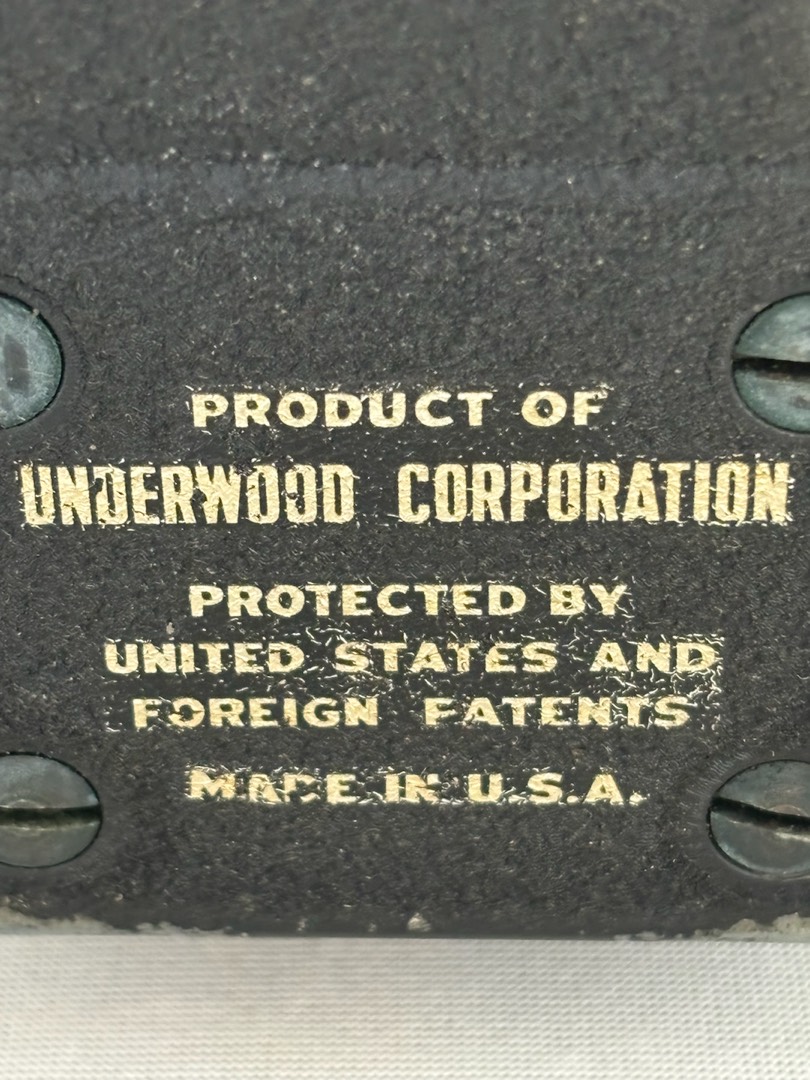 PRODUCT OF
UNDERWOOD CORPORATION
PROTECTED BY
UNITED STATES AND
FOREIGN PATENTS
MADE IN U.S.A.